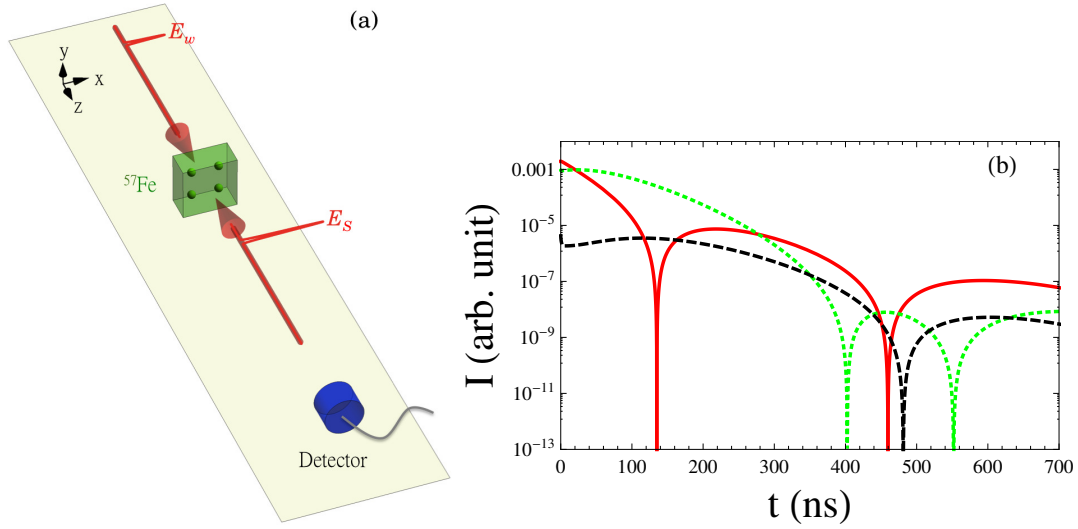 (a)
E_w
y
x
z
⁵⁷Fe
E_S
Detector
(b)
I (arb. unit)
0.001
10⁻⁵
10⁻⁷
10⁻⁹
10⁻¹¹
10⁻¹³
0 100 200 300 400 500 600 700
t (ns)